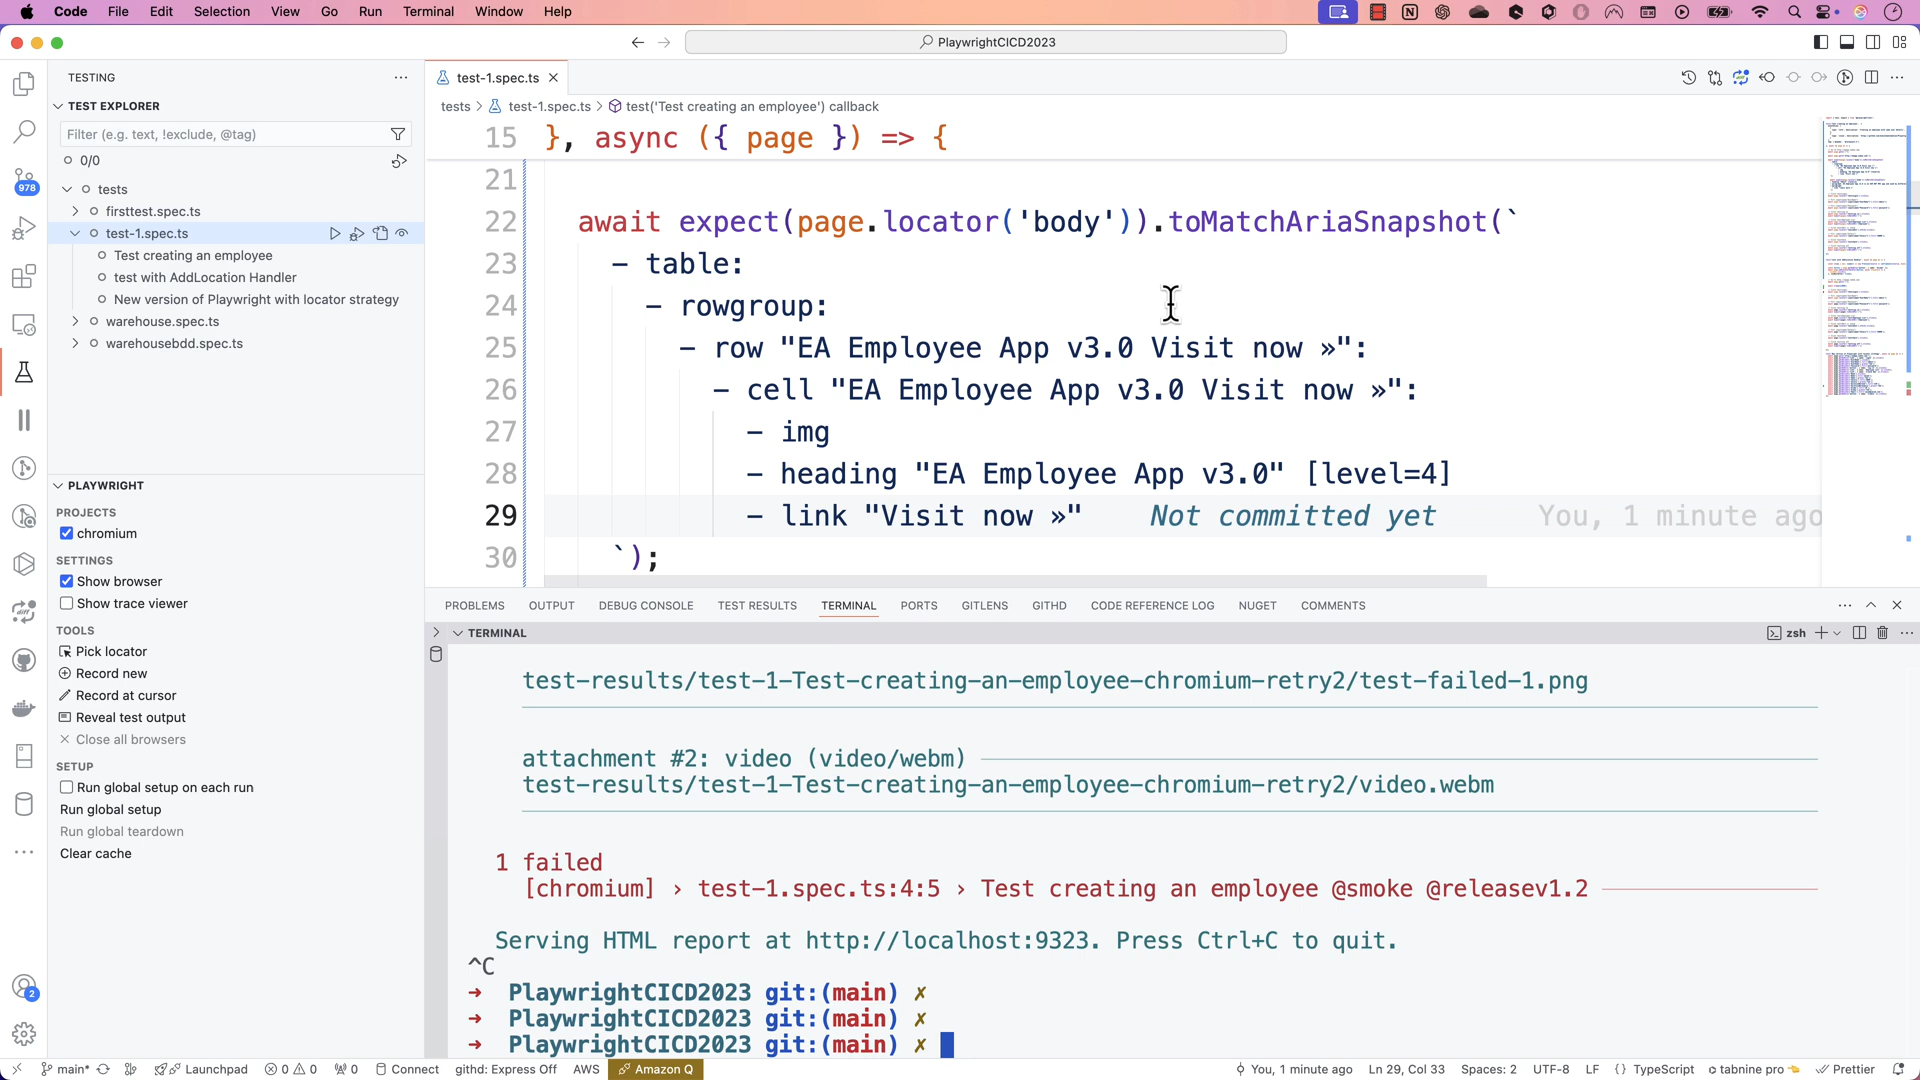 Code File Edit Selection View Go Run Terminal Window Help
PlaywrightCICD2023
TESTING
test-1.spec.ts
TEST EXPLORER
tests > test-1.spec.ts > test('Test creating an employee') callback
Filter (e.g. text, !exclude, @tag)
0/0
tests
firsttest.spec.ts
test-1.spec.ts
Test creating an employee
test with AddLocation Handler
New version of Playwright with locator strategy
warehouse.spec.ts
warehousebdd.spec.ts
978
15 }, async ({ page }) => {
21
22 await expect(page.locator('body')).toMatchAriaSnapshot(`
23 - table:
24 - rowgroup:
25 - row "EA Employee App v3.0 Visit now »":
26 - cell "EA Employee App v3.0 Visit now »":
27 - img
28 - heading "EA Employee App v3.0" [level=4]
29 - link "Visit now »" Not committed yet You, 1 minute ago
30 `);
PLAYWRIGHT
PROJECTS
chromium
SETTINGS
Show browser
Show trace viewer
TOOLS
Pick locator
Record new
Record at cursor
Reveal test output
Close all browsers
SETUP
Run global setup on each run
Run global setup
Run global teardown
Clear cache
2
PROBLEMS OUTPUT DEBUG CONSOLE TEST RESULTS TERMINAL PORTS GITLENS GITHD CODE REFERENCE LOG NUGET COMMENTS
TERMINAL
zsh
test-results/test-1-Test-creating-an-employee-chromium-retry2/test-failed-1.png
attachment #2: video (video/webm)
test-results/test-1-Test-creating-an-employee-chromium-retry2/video.webm
1 failed
[chromium] › test-1.spec.ts:4:5 › Test creating an employee @smoke @releasev1.2
Serving HTML report at http://localhost:9323. Press Ctrl+C to quit.
^C
➜ PlaywrightCICD2023 git:(main) ✗
➜ PlaywrightCICD2023 git:(main) ✗
➜ PlaywrightCICD2023 git:(main) ✗
main* Launchpad 0 0 0 Connect githd: Express Off AWS Amazon Q You, 1 minute ago Ln 29, Col 33 Spaces: 2 UTF-8 LF {} TypeScript tabnine pro Prettier